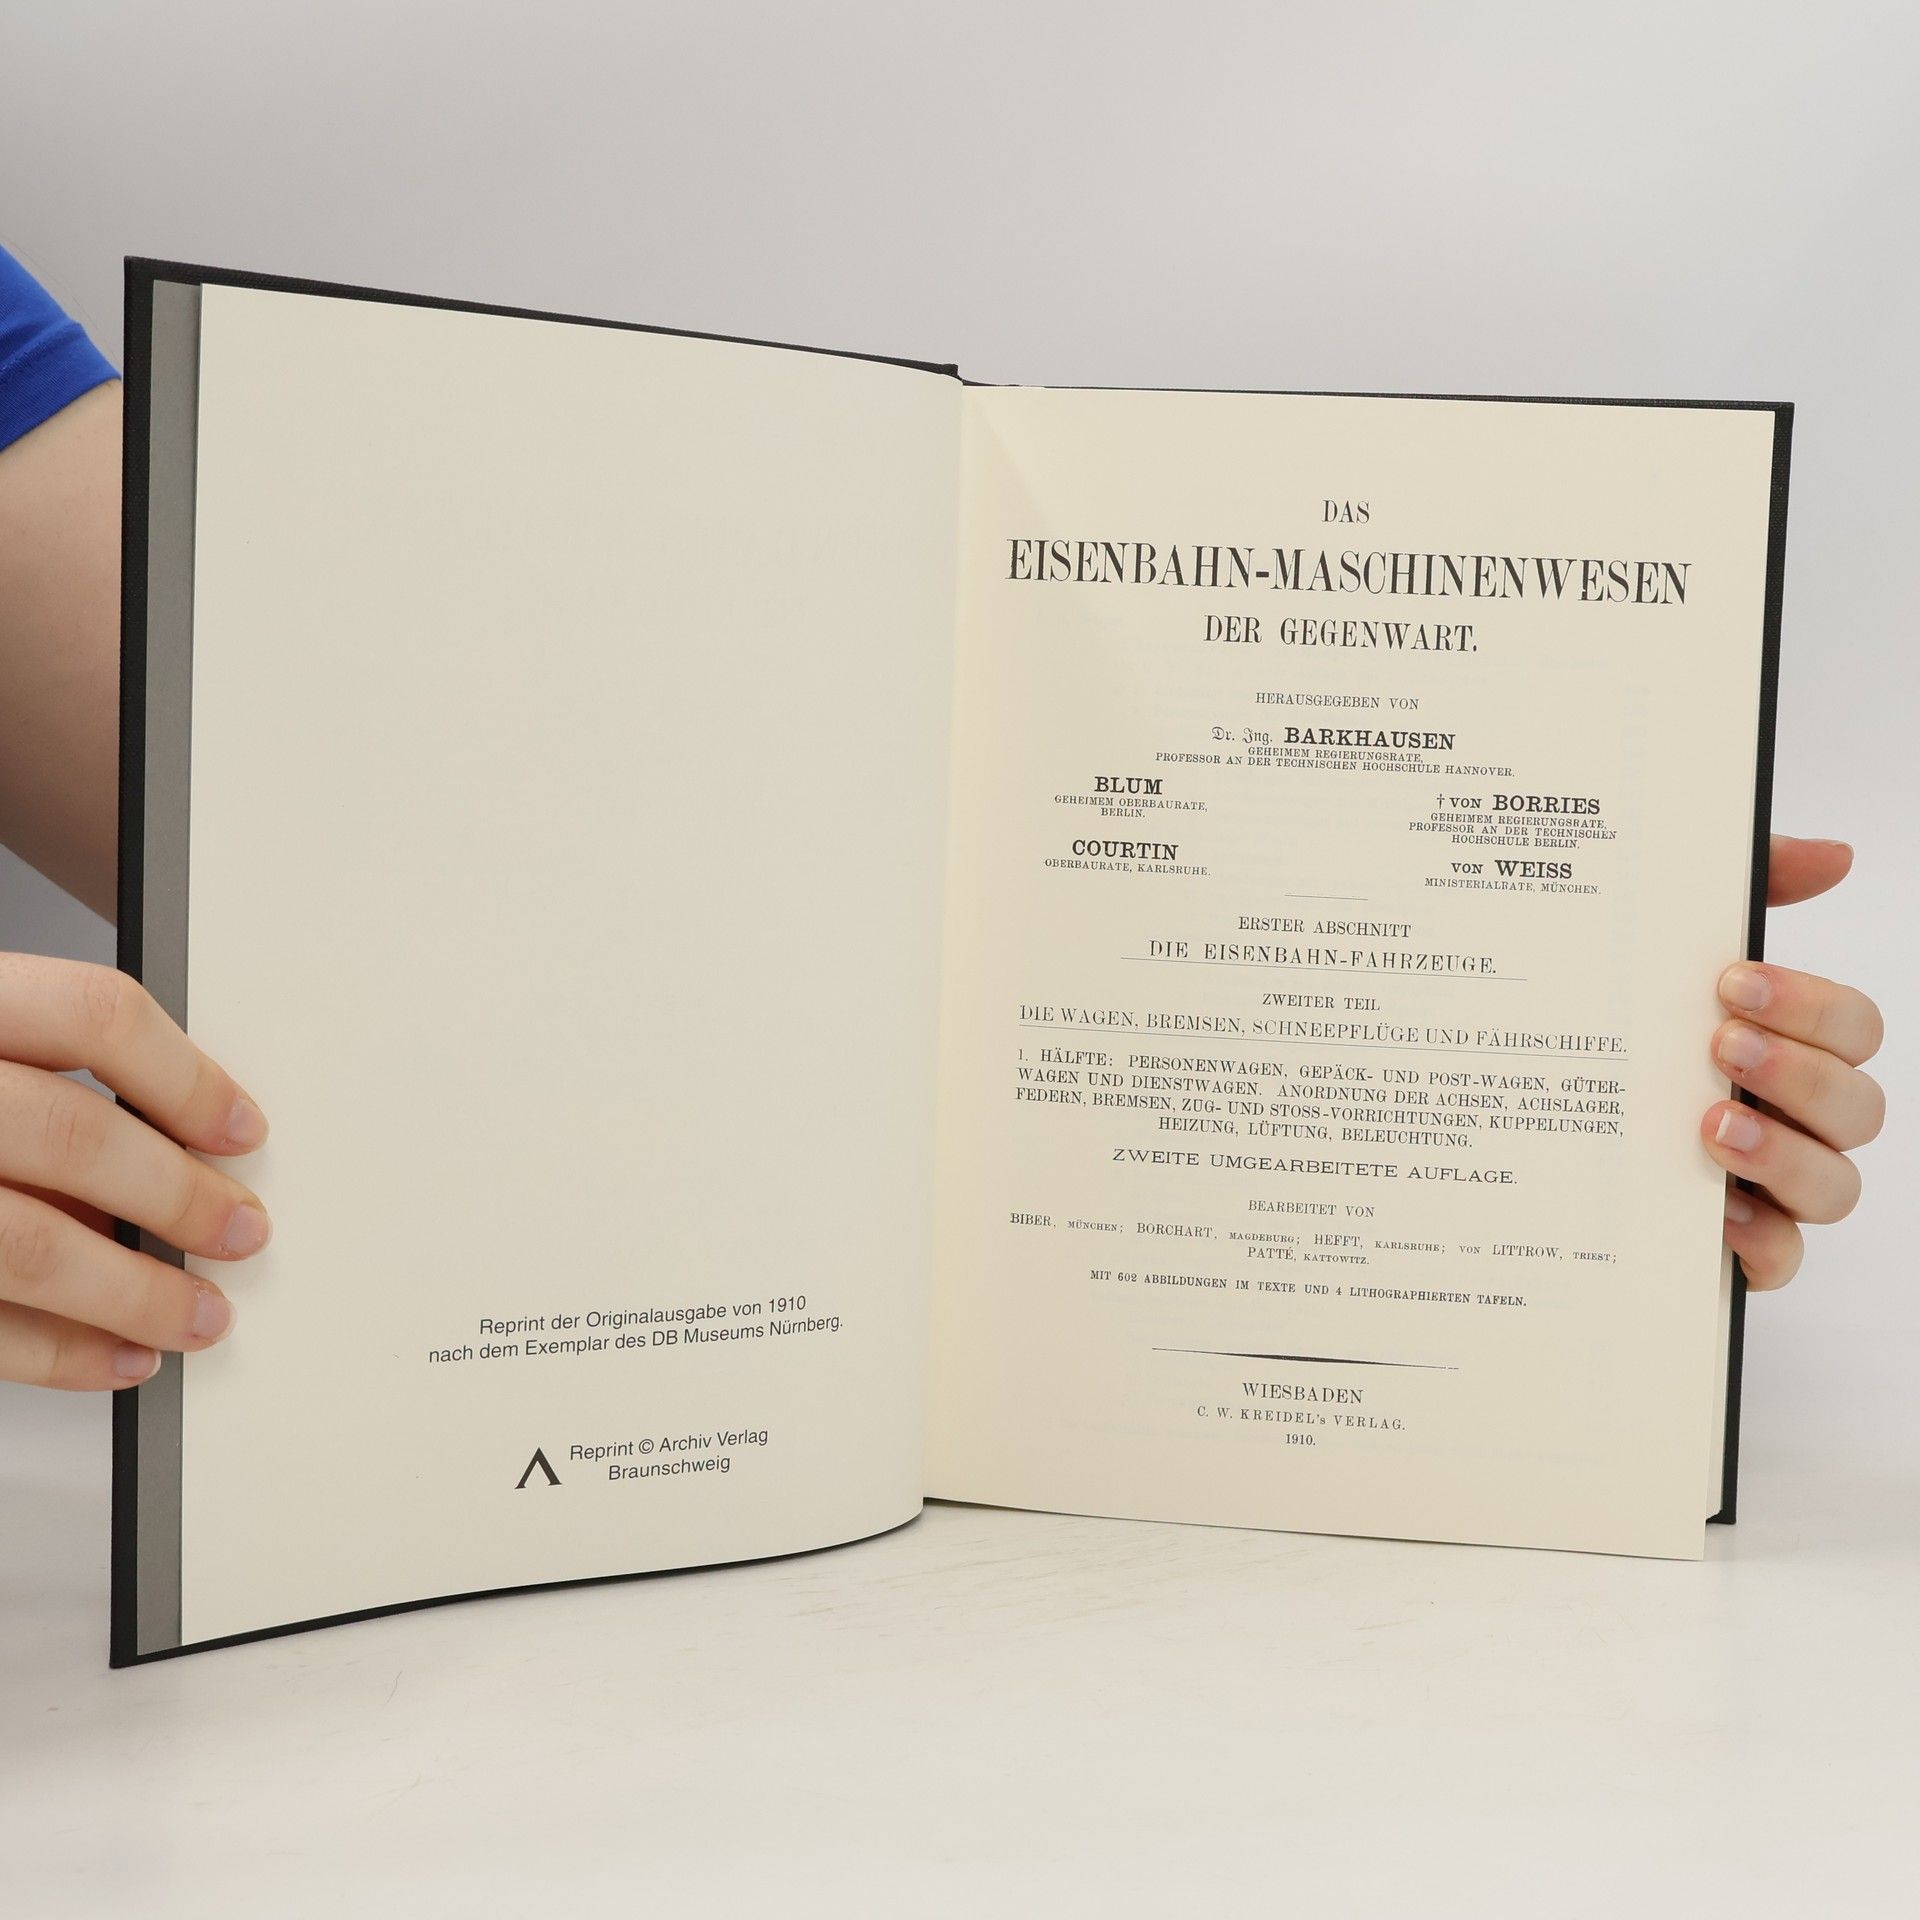 Reprint der Originalausgabe von 1910
nach dem Exemplar des DB Museums Nürnberg.
Reprint © Archiv Verlag
Braunschweig
DAS
EISENBAHN-MASCHINENWESEN
DER GEGENWART.
HERAUSGEGEBEN VON
Dr. Ing. BARKHAUSEN
GEHEIMEM REGIERUNGSRATE,
PROFESSOR AN DER TECHNISCHEN HOCHSCHULE HANNOVER.
BLUM
GEHEIMEM OBERBAURATE,
BERLIN.
† VON BORRIES
GEHEIMEM REGIERUNGSRATE,
PROFESSOR AN DER TECHNISCHEN
HOCHSCHULE BERLIN.
COURTIN
OBERBAURATE, KARLSRUHE.
VON WEISS
MINISTERIALRATE, MÜNCHEN.
ERSTER ABSCHNITT
DIE EISENBAHN-FAHRZEUGE.
ZWEITER TEIL
DIE WAGEN, BREMSEN, SCHNEEPFLÜGE UND FÄHRSCHIFFE.
1. HÄLFTE: PERSONENWAGEN, GEPÄCK- UND POST-WAGEN, GÜTER-
WAGEN UND DIENSTWAGEN. ANORDNUNG DER ACHSEN, ACHSLAGER,
FEDERN, BREMSEN, ZUG- UND STOSS-VORRICHTUNGEN, KUPPELUNGEN,
HEIZUNG, LÜFTUNG, BELEUCHTUNG.
ZWEITE UMGEARBEITETE AUFLAGE.
BEARBEITET VON
BIBER, MÜNCHEN; BORCHART, MAGDEBURG; HEFFT, KARLSRUHE; VON LITTROW, TRIEST;
PATTÉ, KATTOWITZ.
MIT 602 ABBILDUNGEN IM TEXTE UND 4 LITHOGRAPHIERTEN TAFELN.
WIESBADEN
C. W. KREIDEL's VERLAG.
1910.